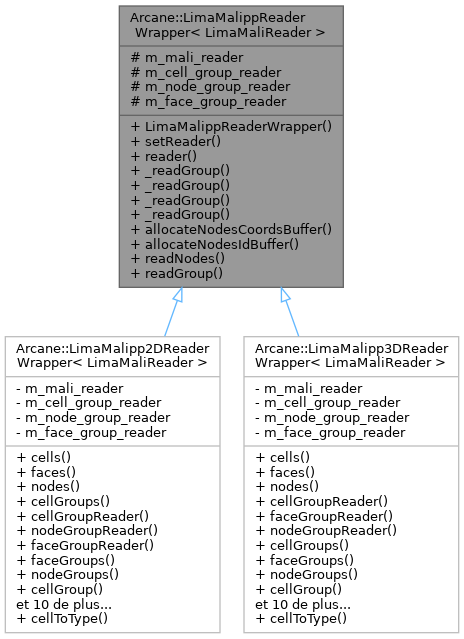 Arcane::LimaMalippReader
Wrapper< LimaMaliReader >
# m_mali_reader
# m_cell_group_reader
# m_node_group_reader
# m_face_group_reader
+ LimaMalippReaderWrapper()
+ setReader()
+ reader()
+ _readGroup()
+ _readGroup()
+ _readGroup()
+ _readGroup()
+ allocateNodesCoordsBuffer()
+ allocateNodesIdBuffer()
+ readNodes()
+ readGroup()
Arcane::LimaMalipp2DReader
Wrapper< LimaMaliReader >
- m_mali_reader
- m_cell_group_reader
- m_node_group_reader
- m_face_group_reader
+ cells()
+ faces()
+ nodes()
+ cellGroups()
+ cellGroupReader()
+ nodeGroupReader()
+ faceGroupReader()
+ faceGroups()
+ nodeGroups()
+ cellGroup()
et 10 de plus...
+ cellToType()
Arcane::LimaMalipp3DReader
Wrapper< LimaMaliReader >
- m_mali_reader
- m_cell_group_reader
- m_node_group_reader
- m_face_group_reader
+ cells()
+ faces()
+ nodes()
+ cellGroupReader()
+ faceGroupReader()
+ nodeGroupReader()
+ cellGroups()
+ faceGroups()
+ nodeGroups()
+ cellGroup()
et 10 de plus...
+ cellToType()